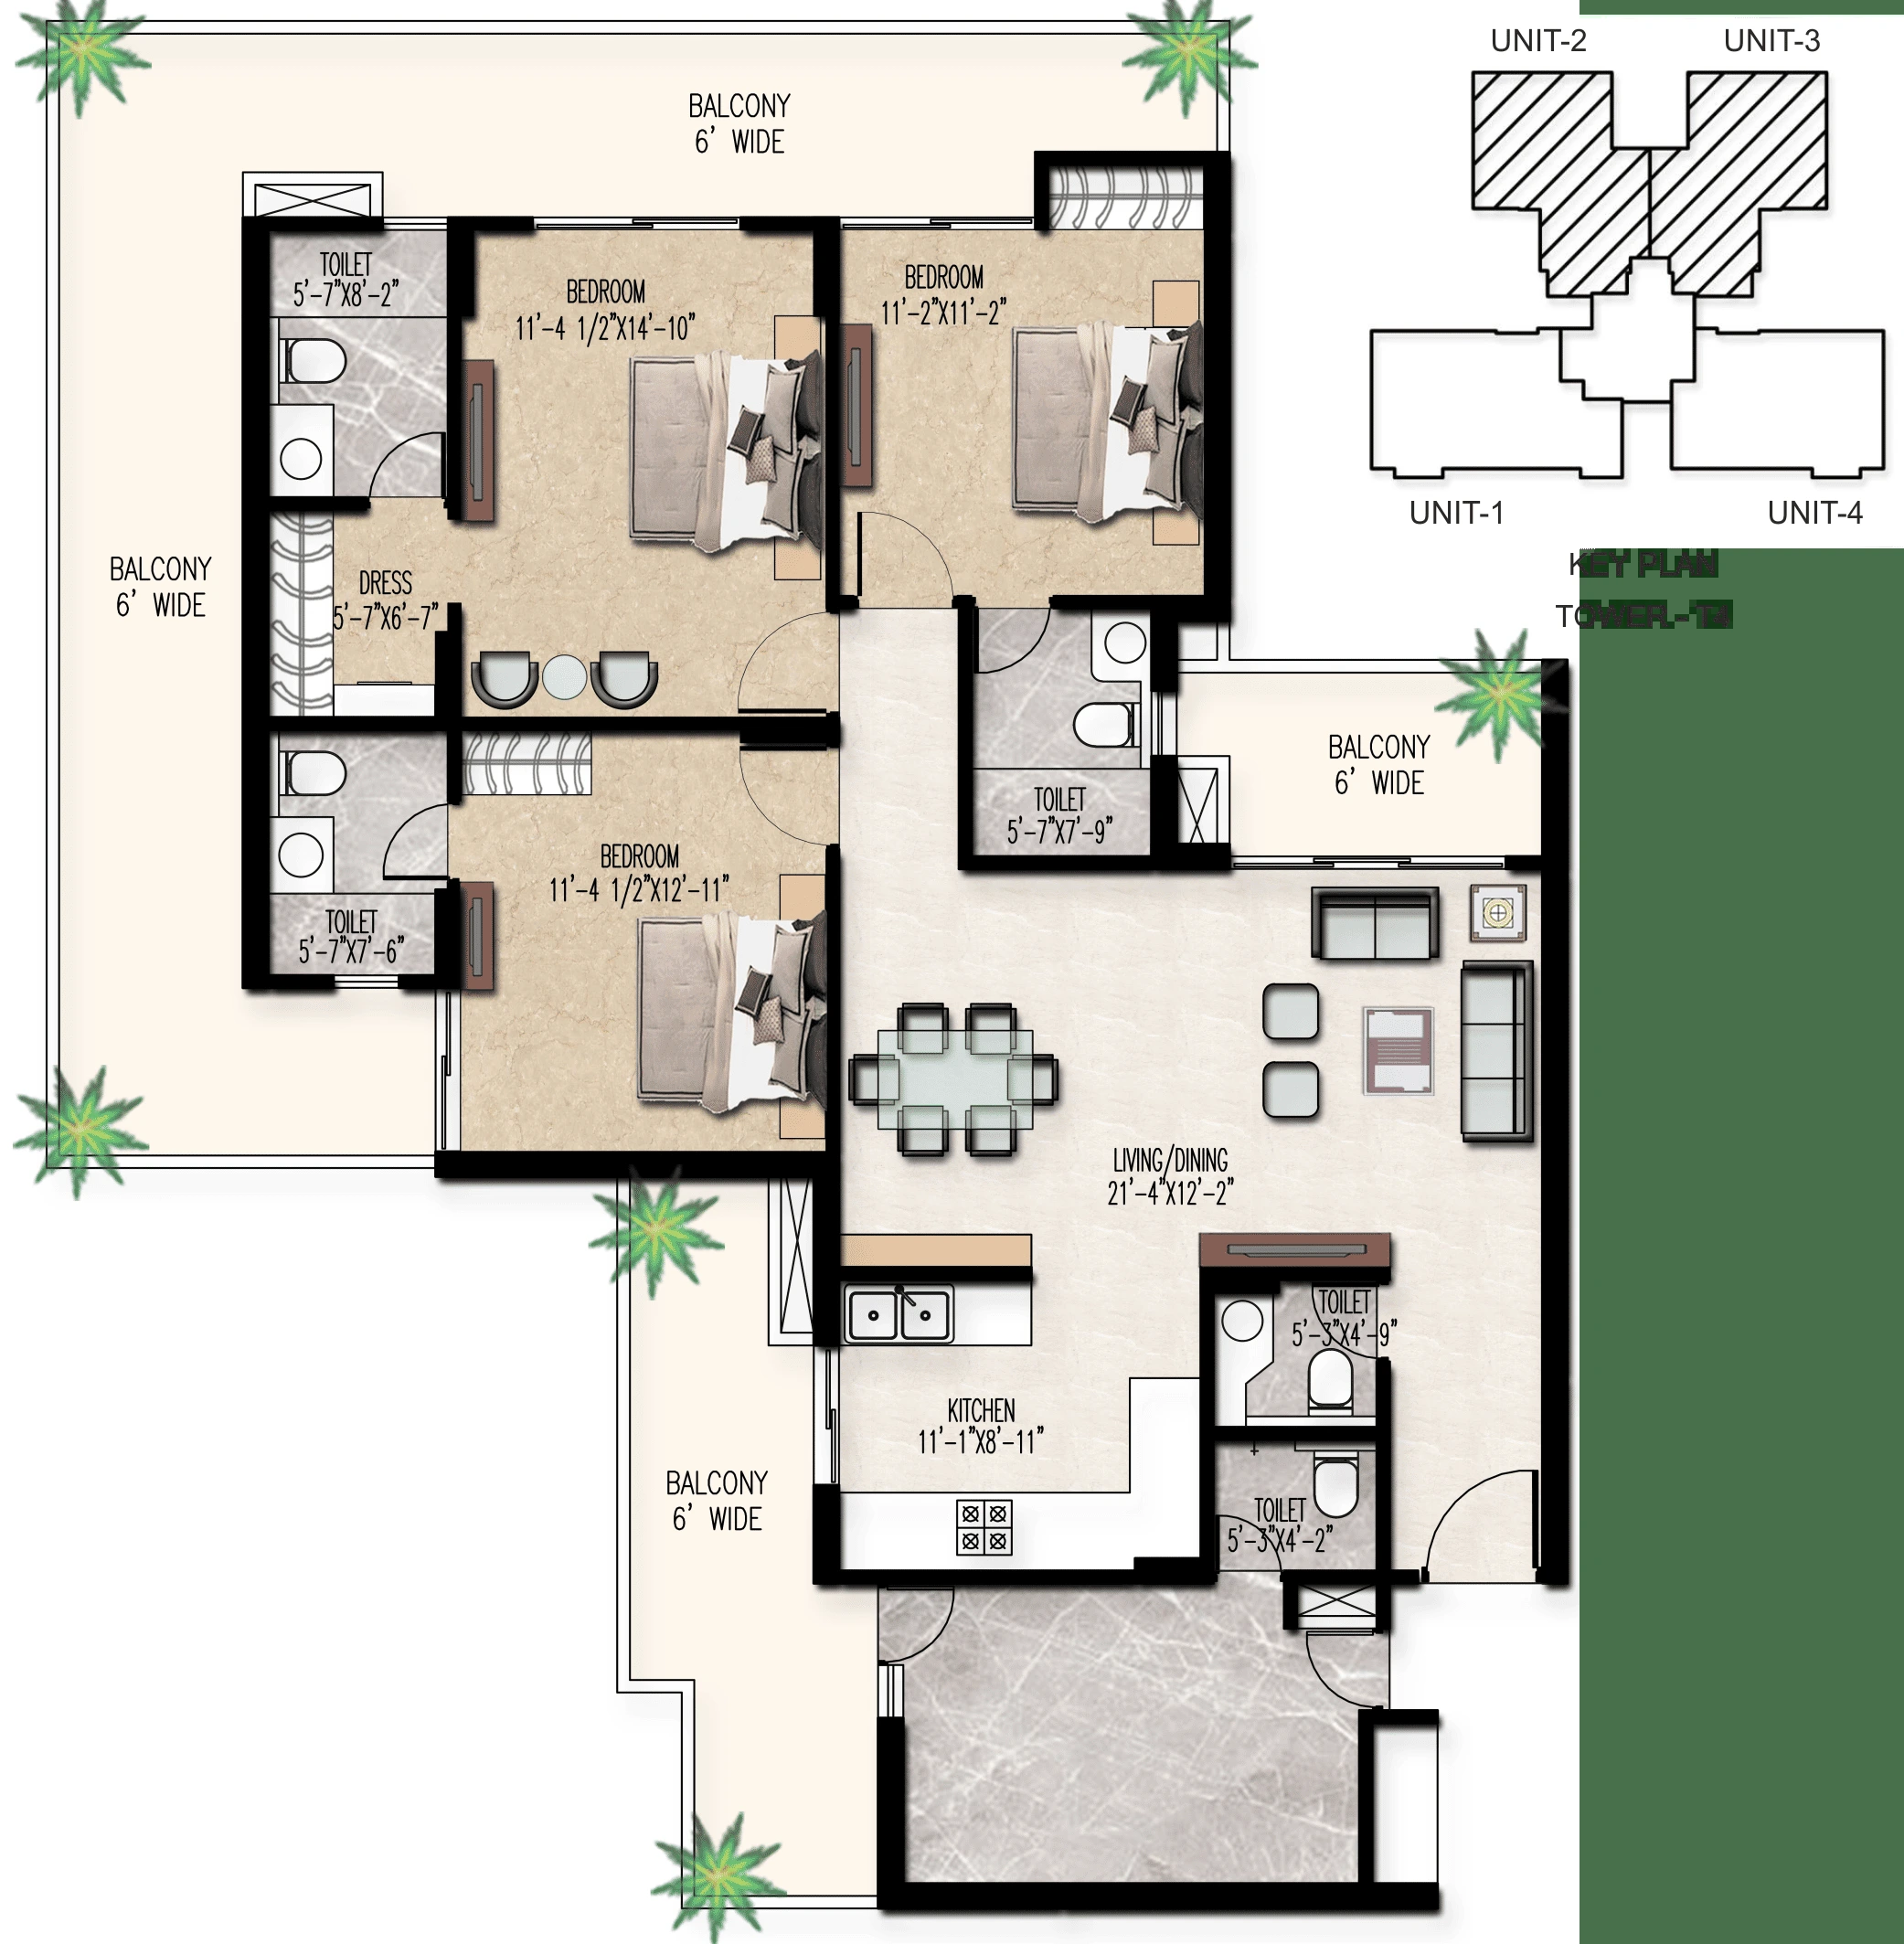 UNIT-2
UNIT-3
BALCONY
6' WIDE
TOILET
5'-7"X8'-2"
BEDROOM
11'-4 1/2"X14'-10"
BEDROOM
11'-2"X11'-2"
UNIT-1
UNIT-4
KEY PLAN
BALCONY
6' WIDE
DRESS
5'-7"X6'-7"
BALCONY
6' WIDE
TOILET
5'-7"X7'-9"
BEDROOM
11'-4 1/2"X12'-11"
TOILET
5'-7"X7'-6"
LIVING/DINING
21'-4"X12'-2"
TOILET
5'-3"X4'-9"
KITCHEN
11'-1"X8'-11"
BALCONY
6' WIDE
TOILET
5'-3"X4'-2"